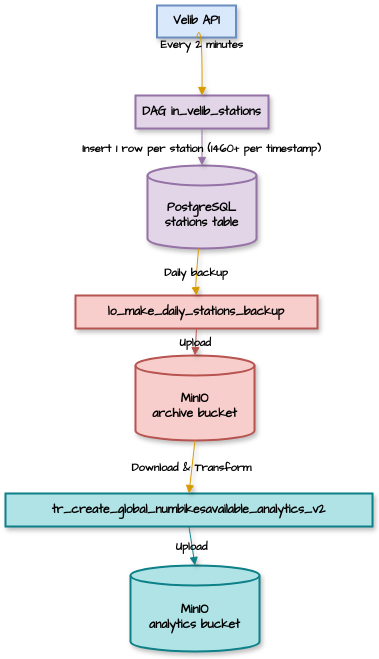 Velib API
Every 2 minutes
DAG in_velib_stations
Insert 1 row per station (1460+ per timestamp)
PostgreSQL
stations table
Daily backup
lo_make_daily_stations_backup
Upload
MinIO
archive bucket
Download & Transform
tr_create_global_numbikesavailable_analytics_v2
Upload
MinIO
analytics bucket